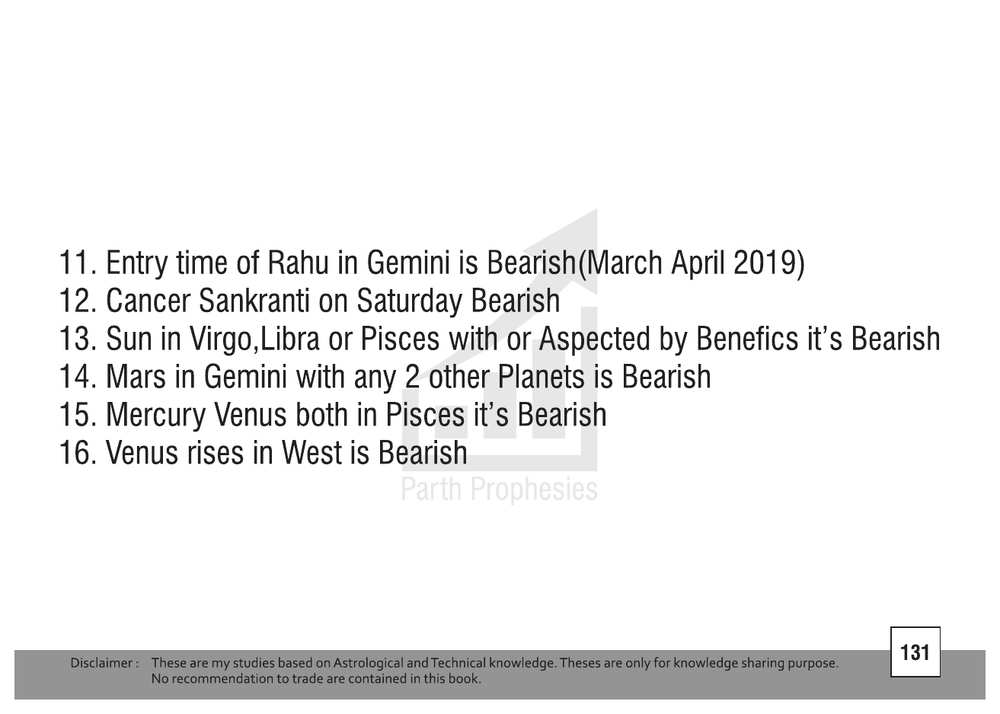 11. Entry time of Rahu in Gemini is Bearish(March April 2019)
12. Cancer Sankranti on Saturday Bearish
13. Sun in Virgo,Libra or Pisces with or Aspected by Benefics it’s Bearish
14. Mars in Gemini with any 2 other Planets is Bearish
15. Mercury Venus both in Pisces it’s Bearish
16. Venus rises in West is Bearish
Parth Prophesies
Disclaimer : These are my studies based on Astrological and Technical knowledge. Theses are only for knowledge sharing purpose.
No recommendation to trade are contained in this book.
131